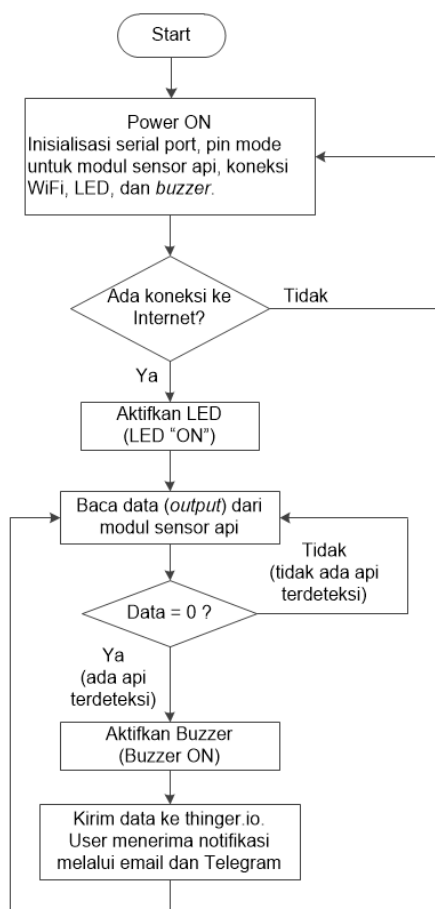 Start
Power ON
Inisialisasi serial port, pin mode
untuk modul sensor api, koneksi
WiFi, LED, dan buzzer.
Ada koneksi ke
Internet?
Tidak
Ya
Aktifkan LED
(LED “ON”)
Baca data (output) dari
modul sensor api
Tidak
(tidak ada api
terdeteksi)
Data = 0 ?
Ya
(ada api
terdeteksi)
Aktifkan Buzzer
(Buzzer ON)
Kirim data ke thinger.io.
User menerima notifikasi
melalui email dan Telegram